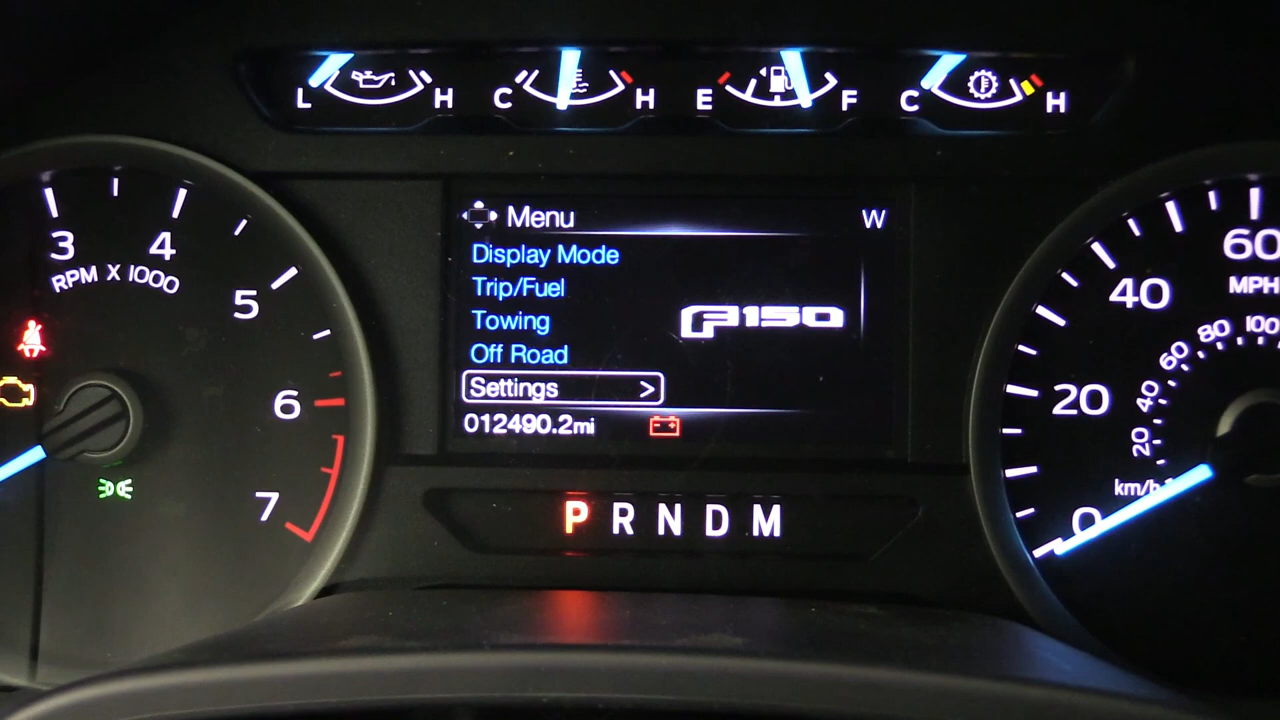 L H C H E F C H
Menu W
Display Mode
Trip/Fuel
Towing
F150
Off Road
Settings >
012490.2mi
P R N D M
3 4 5 6 7
RPM X 1000
0 20 40 60
MPH
20 40 60 80 100
km/h